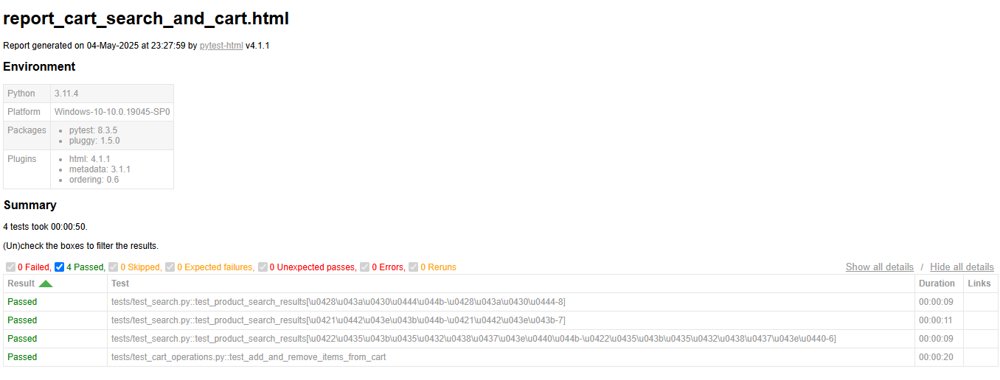 report_cart_search_and_cart.html
Report generated on 04-May-2025 at 23:27:59 by pytest-html v4.1.1
Environment
Python 3.11.4
Platform Windows-10-10.0.19045-SP0
Packages
pytest: 8.3.5
pluggy: 1.5.0
Plugins
html: 4.1.1
metadata: 3.1.1
ordering: 0.6
Summary
4 tests took 00:00:50.
(Un)check the boxes to filter the results.
0 Failed, 4 Passed, 0 Skipped, 0 Expected failures, 0 Unexpected passes, 0 Errors, 0 Reruns Show all details / Hide all details
Result Test Duration Links
Passed tests/test_search.py::test_product_search_results[\u0428\u043a\u0430\u0444\u044b-\u0428\u043a\u0430\u0444-8] 00:00:09
Passed tests/test_search.py::test_product_search_results[\u0421\u0442\u043e\u043b\u044b-\u0421\u0442\u043e\u043b-7] 00:00:11
Passed tests/test_search.py::test_product_search_results[\u0422\u0435\u043b\u0435\u0432\u0438\u0437\u043e\u0440\u044b-\u0422\u0435\u043b\u0435\u0432\u0438\u0437\u043e\u0440-6] 00:00:09
Passed tests/test_cart_operations.py::test_add_and_remove_items_from_cart 00:00:20